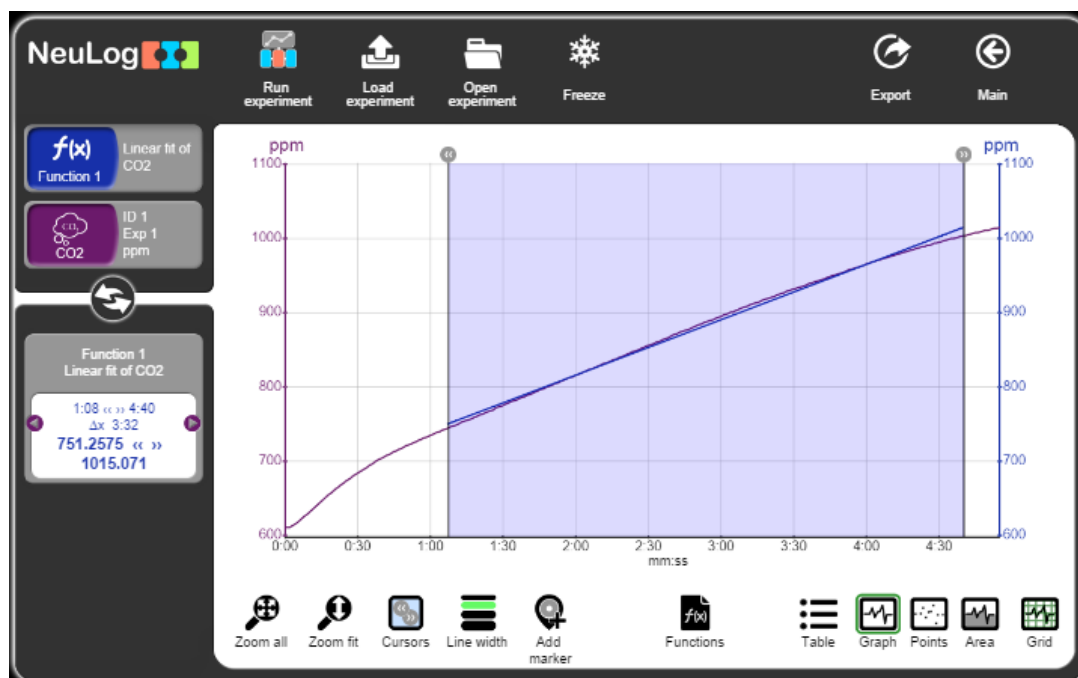 NeuLog
Run
experiment
Load
experiment
Open
experiment
Freeze
Export
Main
f(x)
Function 1
Linear fit of
CO2
CO2
CO2
ID 1
Exp 1
ppm
Function 1
Linear fit of CO2
1:08 ‹‹ ›› 4:40
Δx 3:32
751.2575 ‹‹ ››
1015.071
ppm
ppm
1100
1000
900
800
700
600
1100
1000
900
800
700
600
0:00 0:30 1:00 1:30 2:00 2:30 3:00 3:30 4:00 4:30
mm:ss
Zoom all
Zoom fit
Cursors
Line width
Add
marker
f(x)
Functions
Table
Graph
Points
Area
Grid